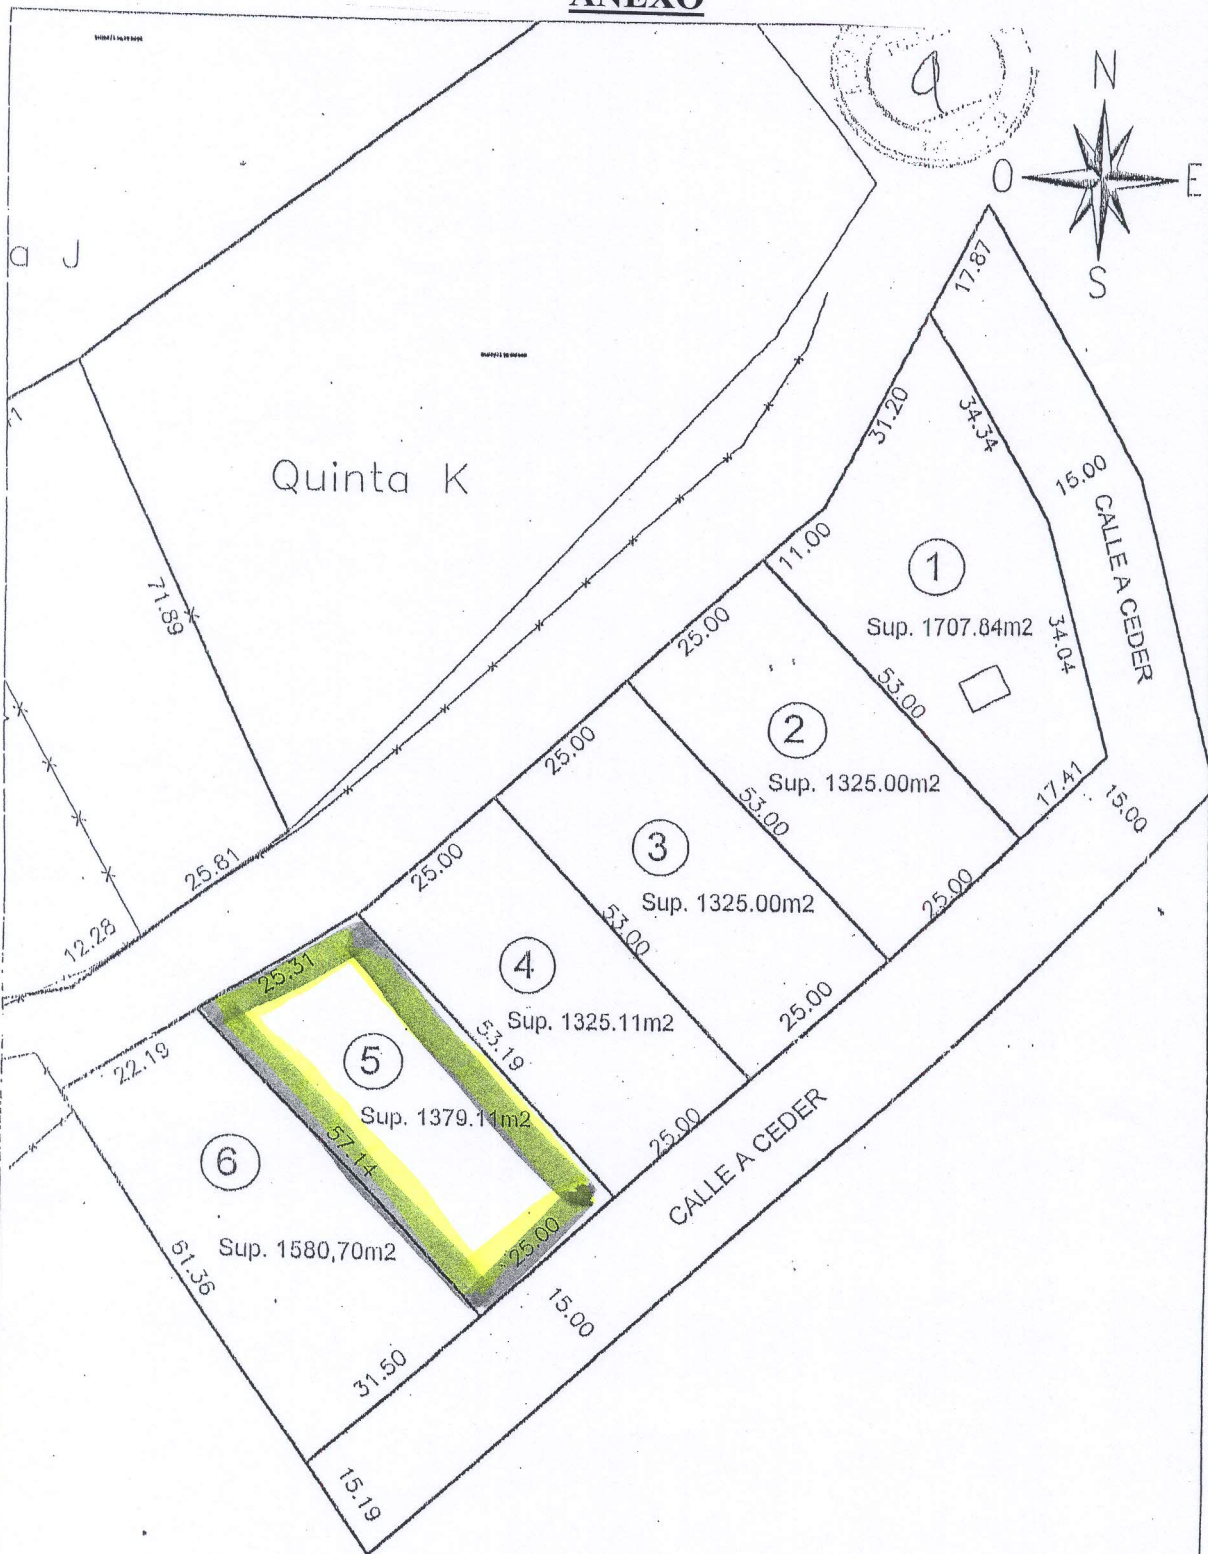 ANEXO
N
O
E
S
a J
Quinta K
17.87
31.20
34.34
15.00
CALLE A CEDER
11.00
1
Sup. 1707.84m2
34.04
71.89
25.00
53.00
2
Sup. 1325.00m2
17.41
15.00
25.00
53.00
3
Sup. 1325.00m2
25.00
25.81
25.00
53.00
12.28
4
Sup. 1325.11m2
25.00
25.31
53.19
22.19
5
Sup. 1379.11m2
57.14
25.00
CALLE A CEDER
6
Sup. 1580,70m2
25.00
61.36
15.00
31.50
15.19